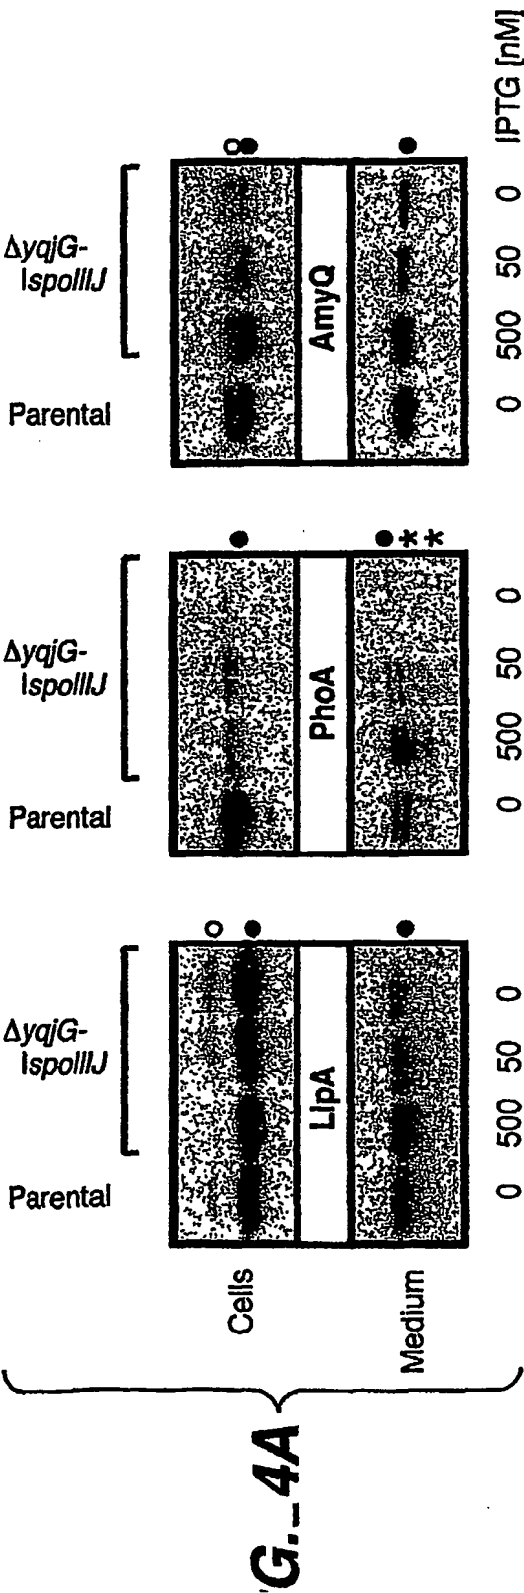 Parental ΔyqjG- IspoIIIJ Parental ΔyqjG- IspoIIIJ Parental ΔyqjG- IspoIIIJ
Cells
LipA PhoA AmyQ
Medium
0 500 50 0 0 500 50 0 0 500 50 0 IPTG [nM]
G._4A